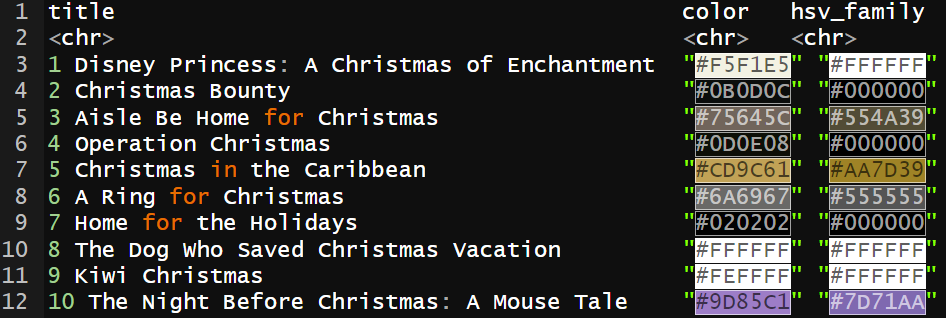 1 title color hsv_family
2 <chr> <chr> <chr>
3 1 Disney Princess: A Christmas of Enchantment "#F5F1E5" "#FFFFFF"
4 2 Christmas Bounty "#0B0D0C" "#000000"
5 3 Aisle Be Home for Christmas "#75645C" "#554A39"
6 4 Operation Christmas "#0D0E08" "#000000"
7 5 Christmas in the Caribbean "#CD9C61" "#AA7D39"
8 6 A Ring for Christmas "#6A6967" "#555555"
9 7 Home for the Holidays "#020202" "#000000"
10 8 The Dog Who Saved Christmas Vacation "#FFFFFF" "#FFFFFF"
11 9 Kiwi Christmas "#FEFFFF" "#FFFFFF"
12 10 The Night Before Christmas: A Mouse Tale "#9D85C1" "#7D71AA"